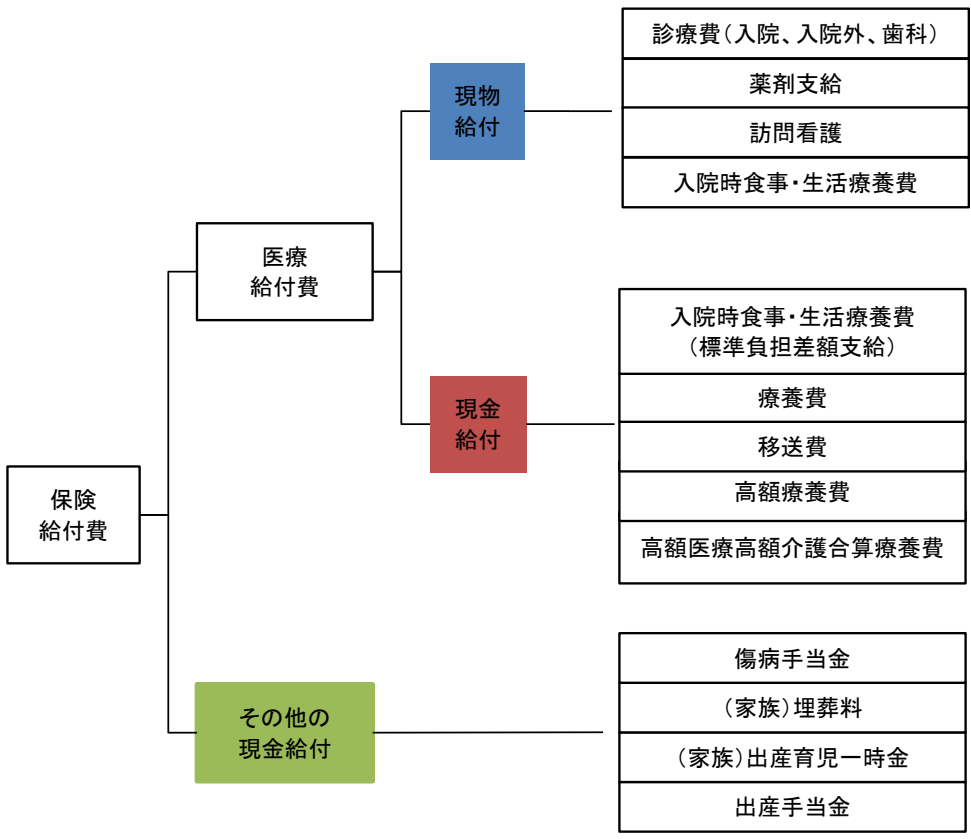 保険
給付費
医療
給付費
現物
給付
診療費（入院、入院外、歯科）
薬剤支給
訪問看護
入院時食事・生活療養費
現金
給付
入院時食事・生活療養費
（標準負担差額支給）
療養費
移送費
高額療養費
高額医療高額介護合算療養費
その他の
現金給付
傷病手当金
（家族）埋葬料
（家族）出産育児一時金
出産手当金